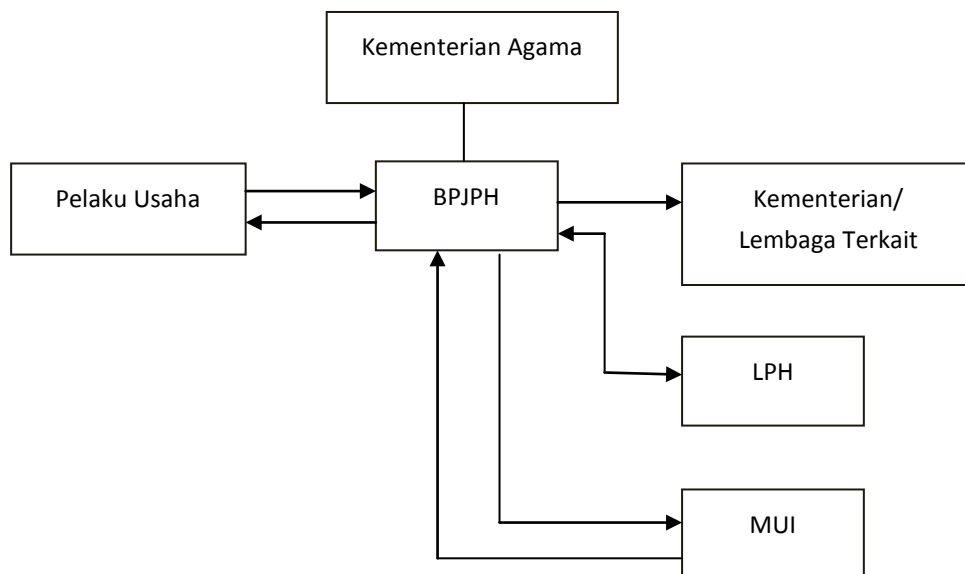 Kementerian Agama
Pelaku Usaha
BPJPH
Kementerian/
Lembaga Terkait
LPH
MUI